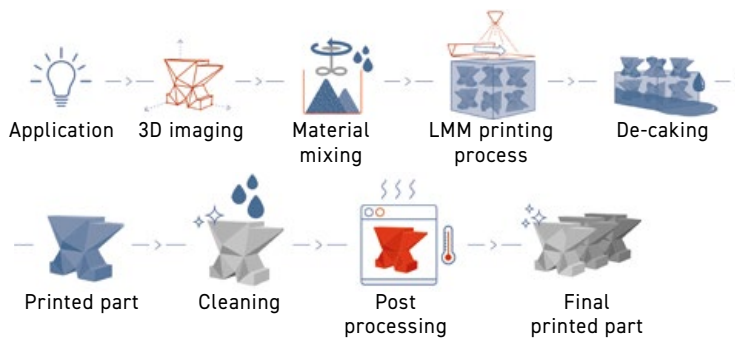 Application
3D imaging
Material
mixing
LMM printing
process
De-caking
Printed part
Cleaning
Post
processing
Final
printed part